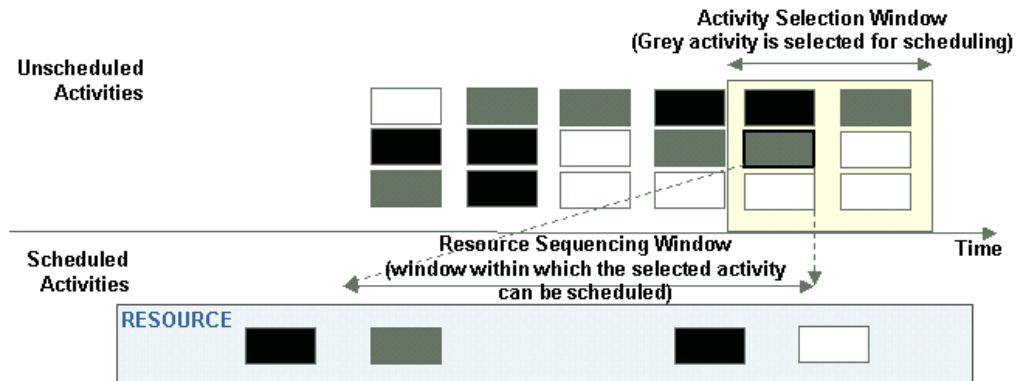 Activity Selection Window
(Grey activity is selected for scheduling)
Unscheduled
Activities
Time
Scheduled
Activities
Resource Sequencing Window
(window within which the selected activity
can be scheduled)
RESOURCE